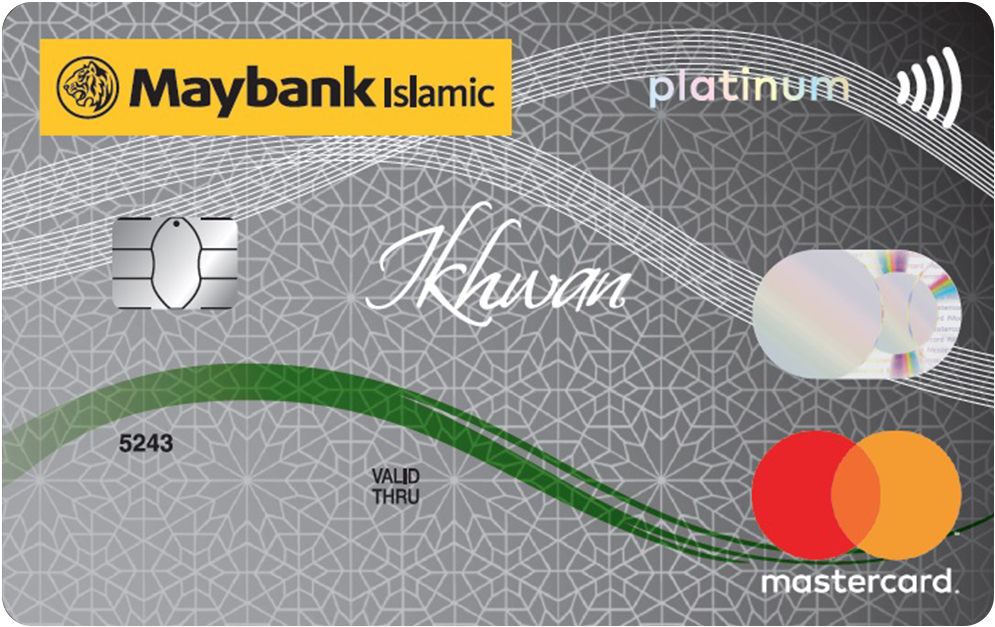 Maybank Islamic
platinum
Ikhwan
5243
VALID
THRU
mastercard.